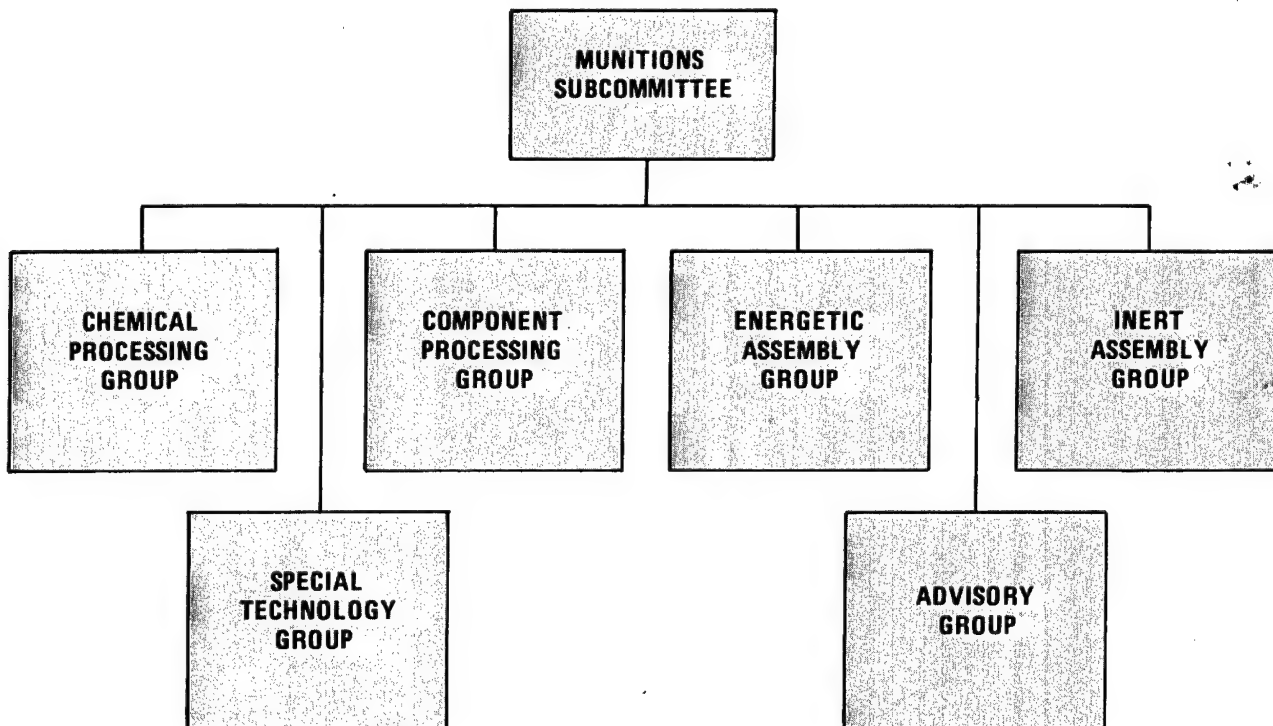 MUNITIONS
SUBCOMMITTEE
CHEMICAL
PROCESSING
GROUP
COMPONENT
PROCESSING
GROUP
ENERGETIC
ASSEMBLY
GROUP
INERT
ASSEMBLY
GROUP
SPECIAL
TECHNOLOGY
GROUP
ADVISORY
GROUP